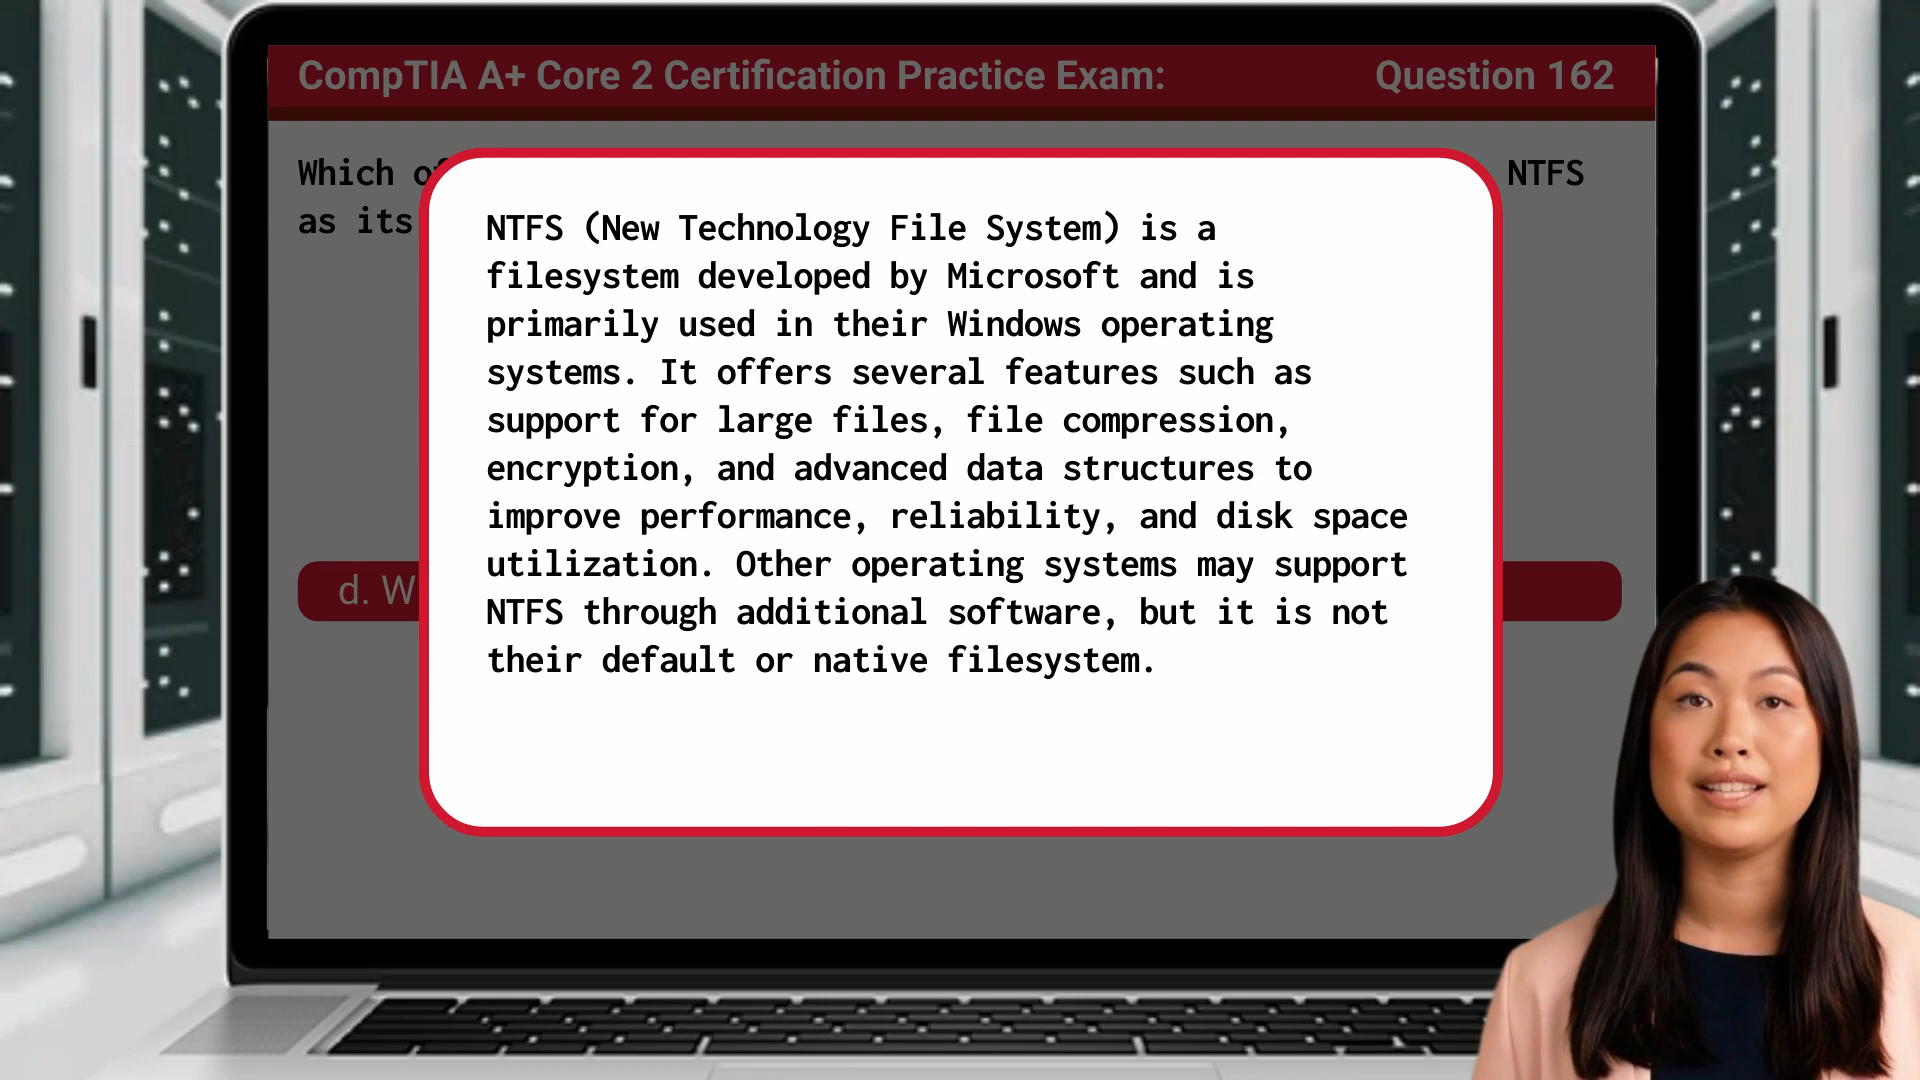 CompTIA A+ Core 2 Certification Practice Exam: Question 162
Which NTFS
as its
NTFS (New Technology File System) is a
filesystem developed by Microsoft and is
primarily used in their Windows operating
systems. It offers several features such as
support for large files, file compression,
encryption, and advanced data structures to
improve performance, reliability, and disk space
utilization. Other operating systems may support
NTFS through additional software, but it is not
their default or native filesystem.
d.